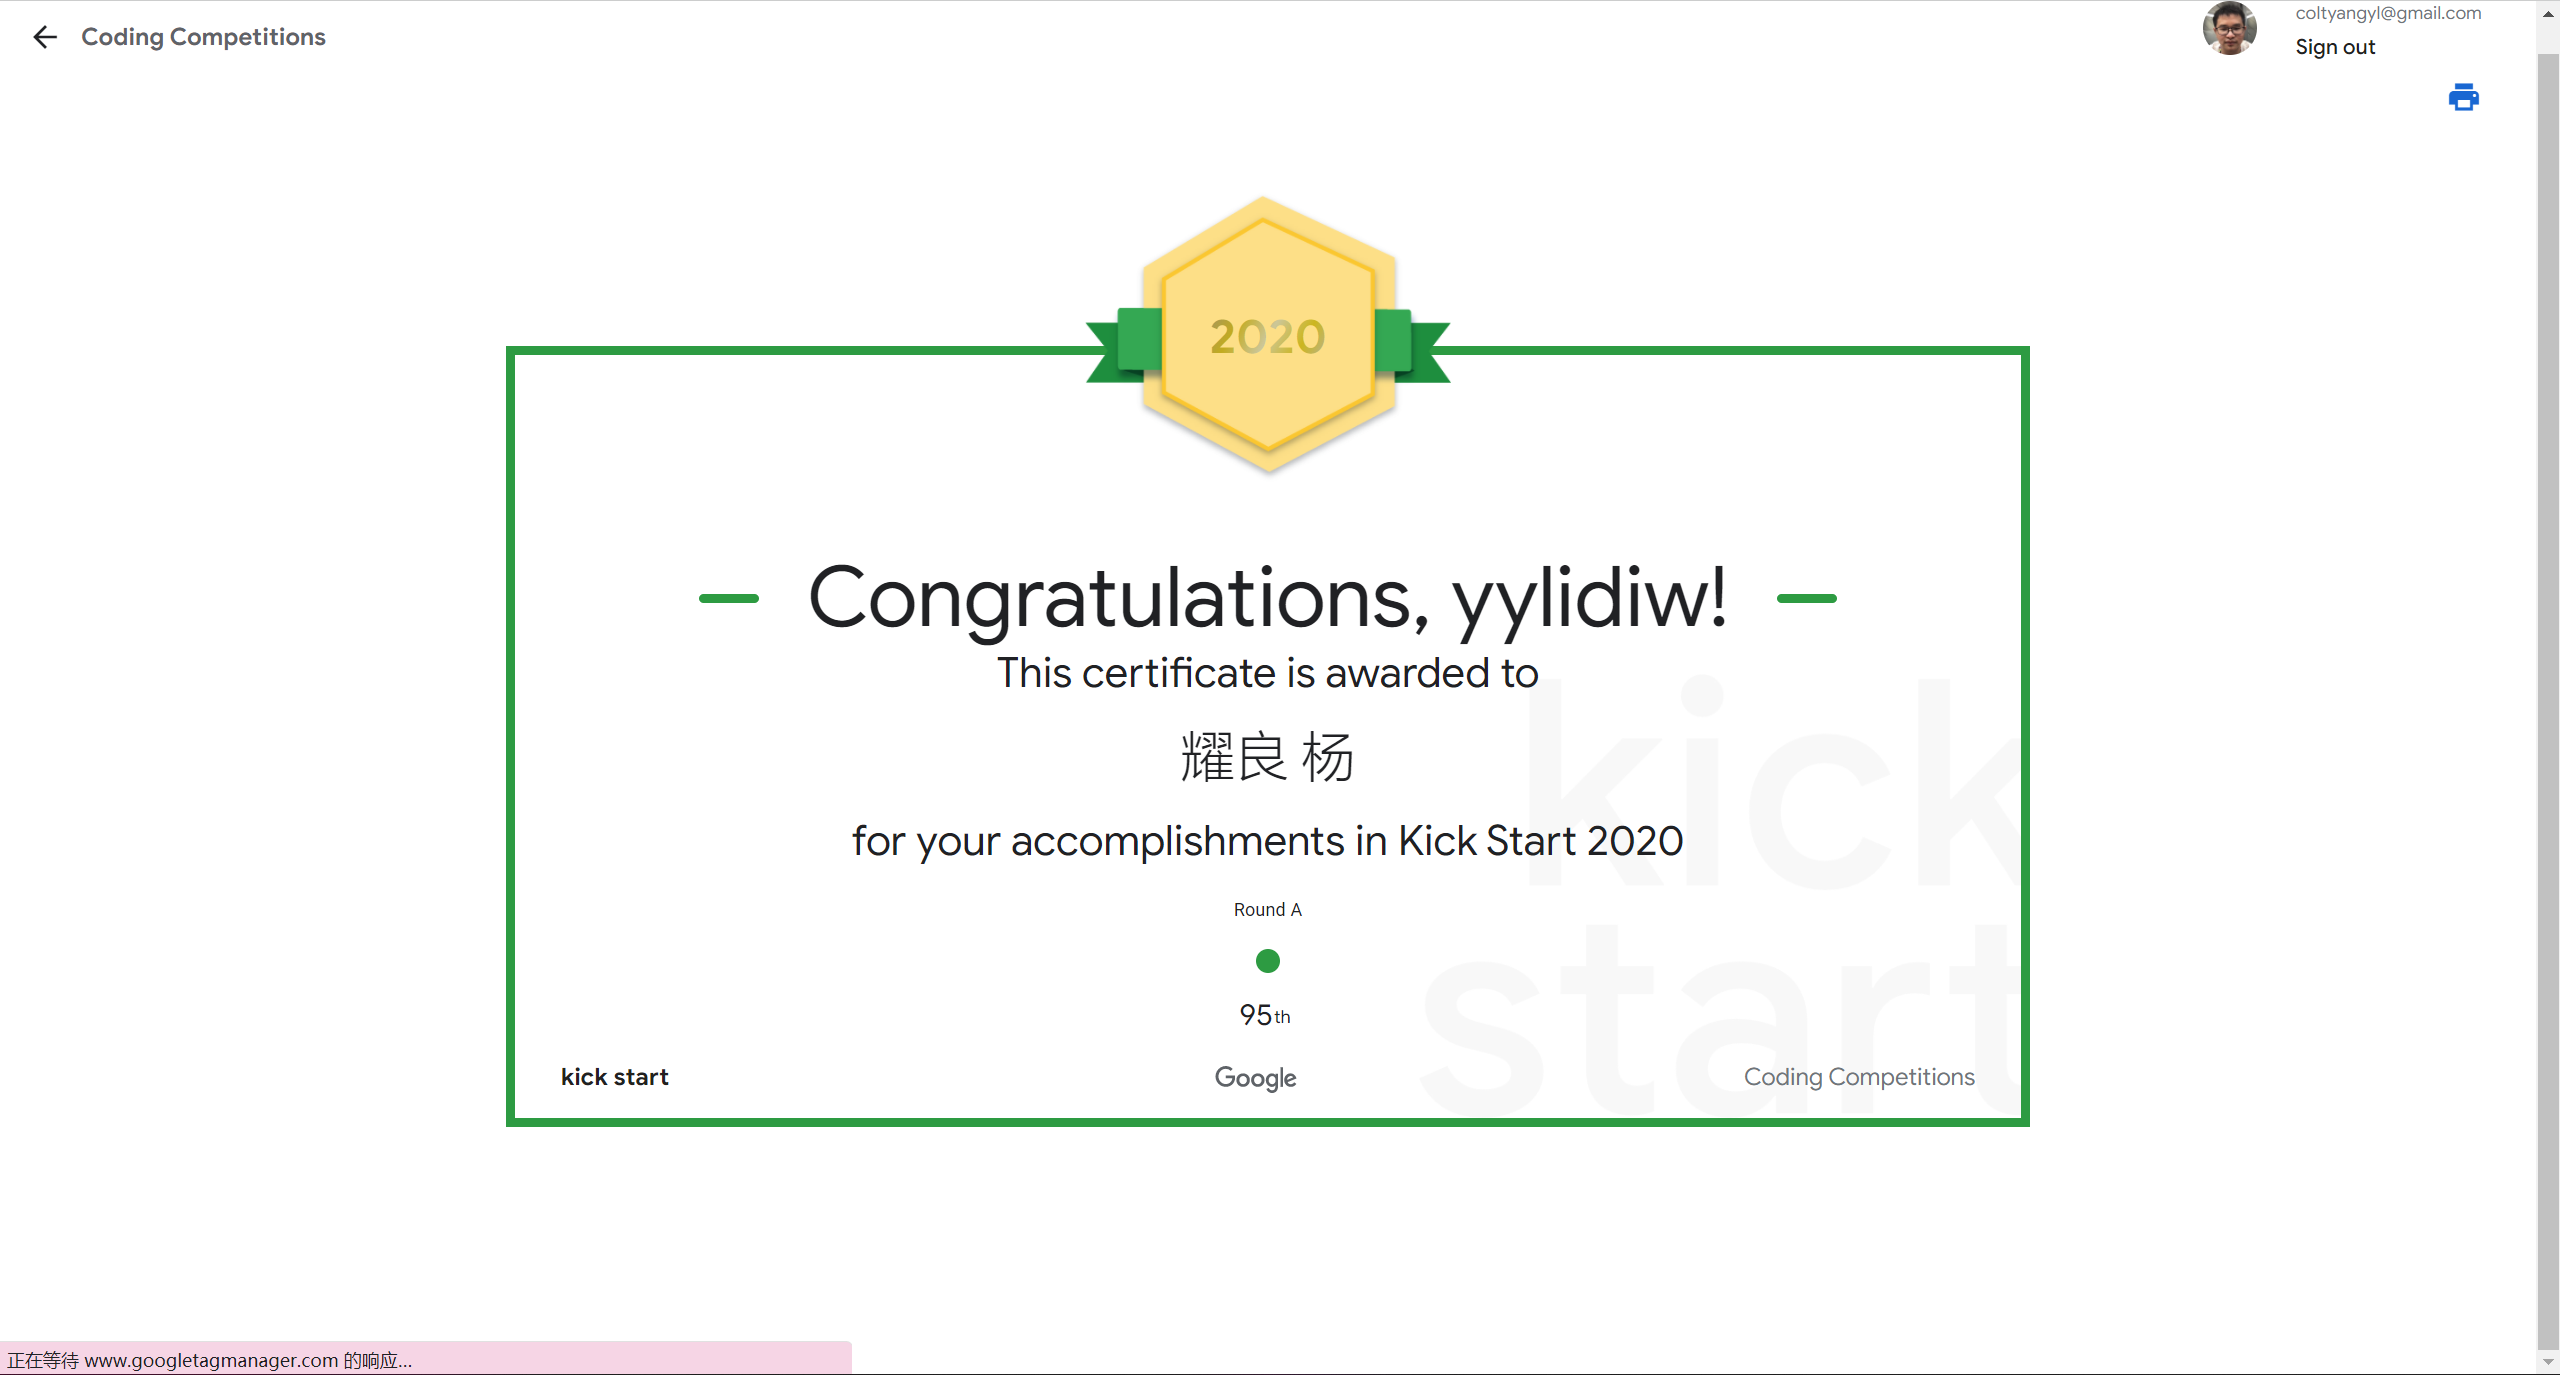 Coding Competitions
coltyangyl@gmail.com
Sign out
2020
Congratulations, yylidiw!
This certificate is awarded to
耀良 杨
for your accomplishments in Kick Start 2020
Round A
95th
kick start
kick start
Google
Coding Competitions
正在等待 www.googletagmanager.com 的响应...